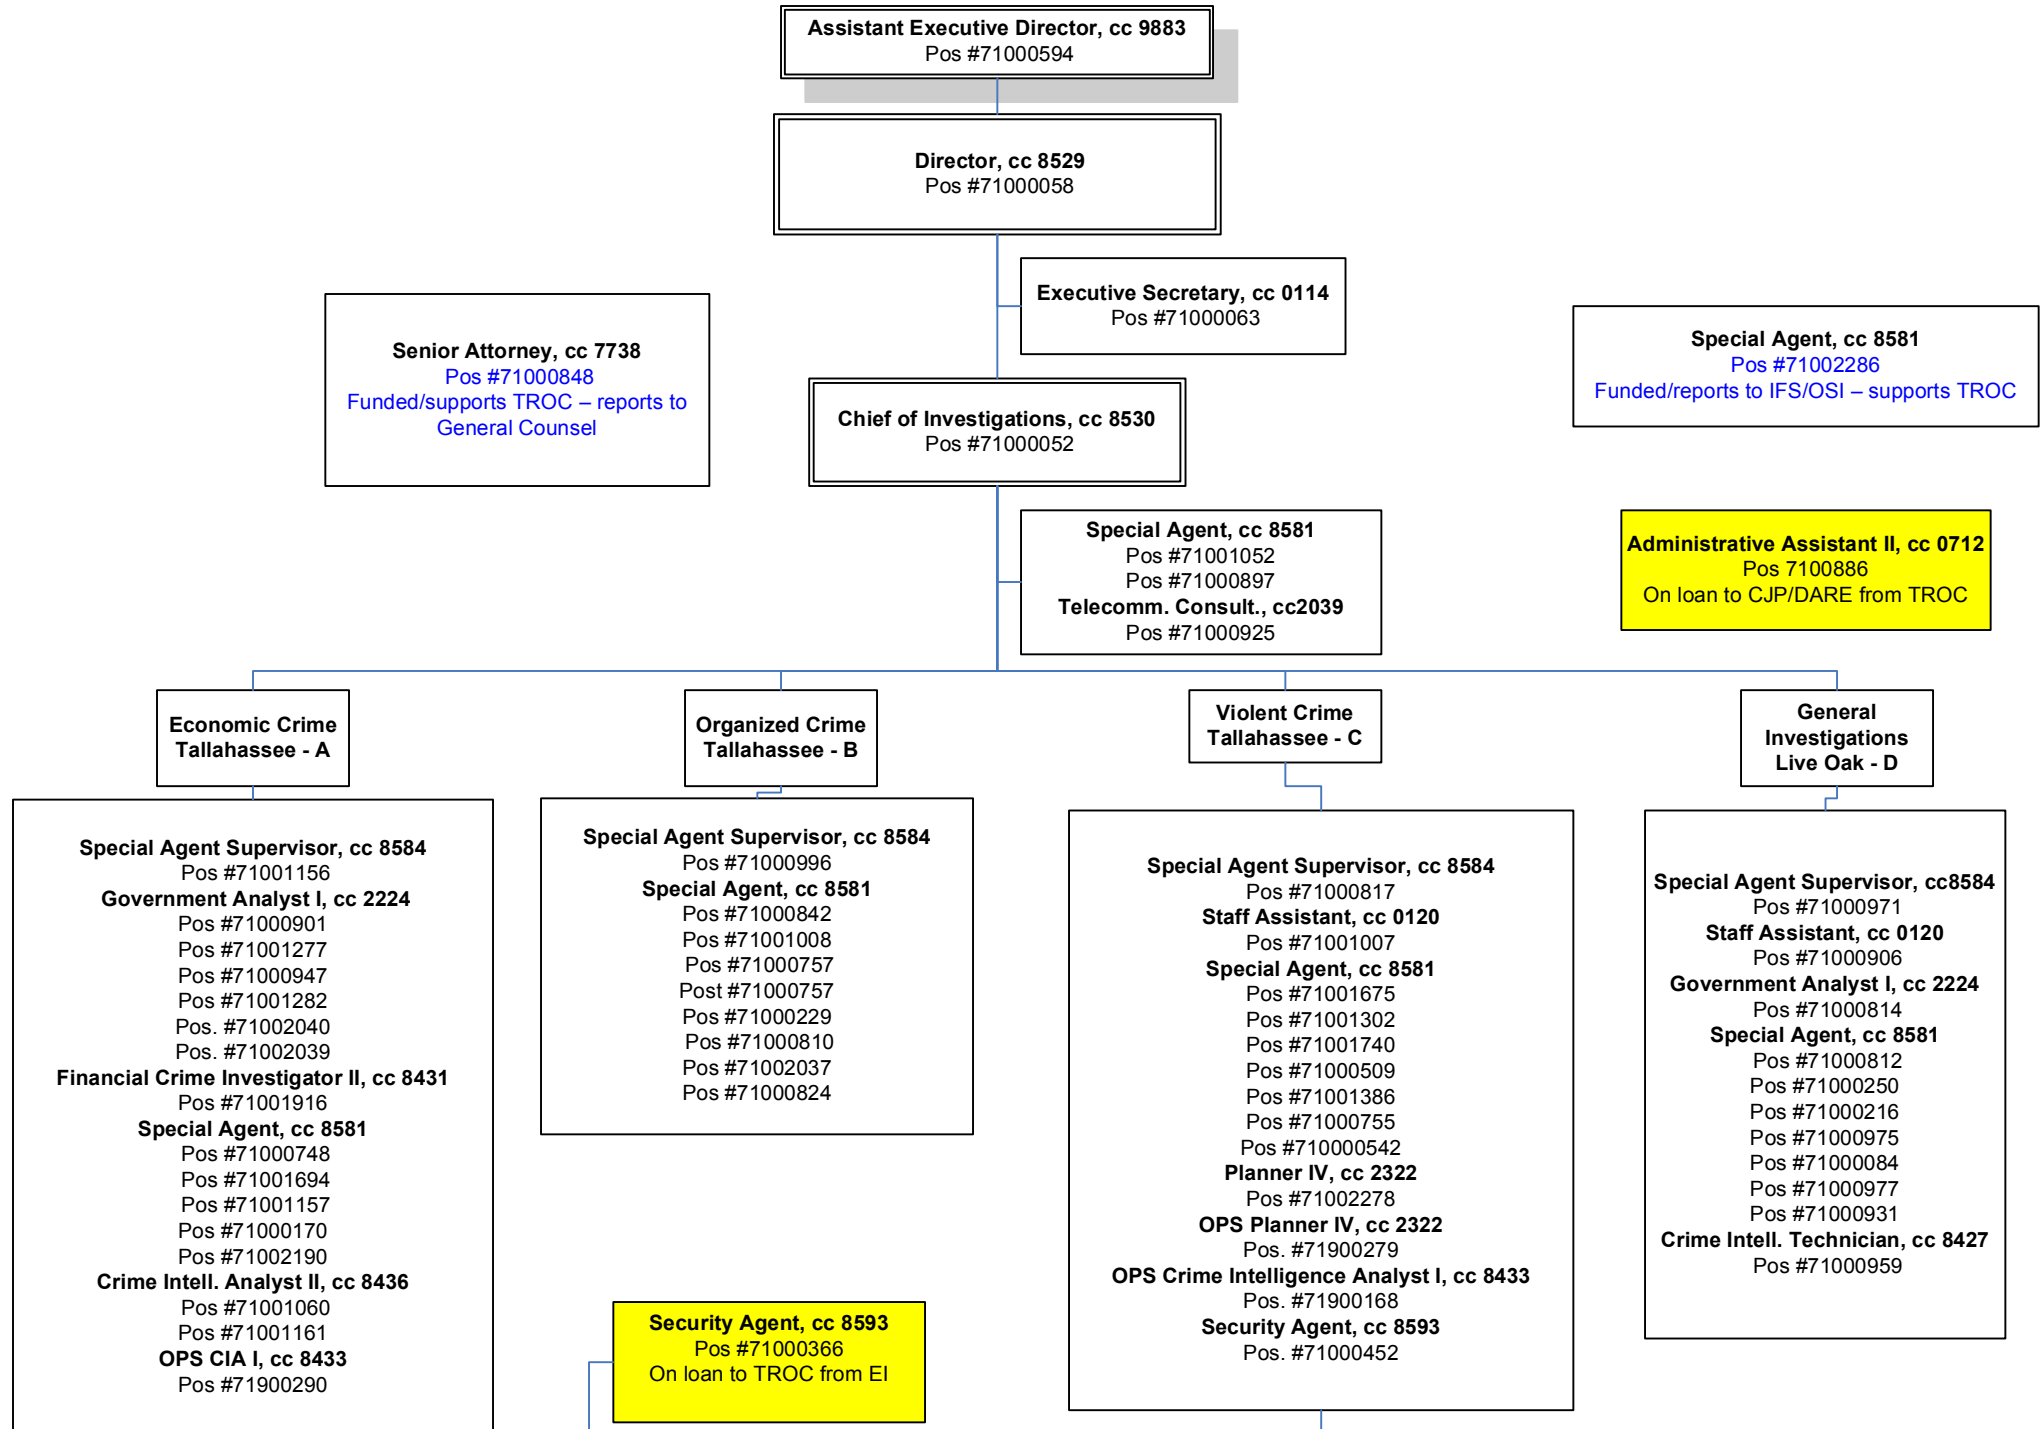 Assistant Executive Director, cc 9883
Pos #71000594
Director, cc 8529
Pos #71000058
Executive Secretary, cc 0114
Pos #71000063
Senior Attorney, cc 7738
Pos #71000848
Funded/supports TROC – reports to
General Counsel
Special Agent, cc 8581
Pos #71002286
Funded/reports to IFS/OSI – supports TROC
Chief of Investigations, cc 8530
Pos #71000052
Special Agent, cc 8581
Pos #71001052
Pos #71000897
Telecomm. Consult., cc2039
Pos #71000925
Administrative Assistant II, cc 0712
Pos 7100886
On loan to CJP/DARE from TROC
Economic Crime
Tallahassee - A
Organized Crime
Tallahassee - B
Violent Crime
Tallahassee - C
General
Investigations
Live Oak - D
Special Agent Supervisor, cc 8584
Pos #71001156
Government Analyst I, cc 2224
Pos #71000901
Pos #71001277
Pos #71000947
Pos #71001282
Pos. #71002040
Pos. #71002039
Financial Crime Investigator II, cc 8431
Pos #71001916
Special Agent, cc 8581
Pos #71000748
Pos #71001694
Pos #71001157
Pos #71000170
Pos #71002190
Crime Intell. Analyst II, cc 8436
Pos #71001060
Pos #71001161
OPS CIA I, cc 8433
Pos #71900290
Special Agent Supervisor, cc 8584
Pos #71000996
Special Agent, cc 8581
Pos #71000842
Pos #71001008
Pos #71000757
Post #71000757
Pos #71000229
Pos #71000810
Pos #71002037
Pos #71000824
Security Agent, cc 8593
Pos #71000366
On loan to TROC from EI
Special Agent Supervisor, cc 8584
Pos #71000817
Staff Assistant, cc 0120
Pos #71001007
Special Agent, cc 8581
Pos #71001675
Pos #71001302
Pos #71001740
Pos #71000509
Pos #71001386
Pos #71000755
Pos #710000542
Planner IV, cc 2322
Pos #71002278
OPS Planner IV, cc 2322
Pos. #71900279
OPS Crime Intelligence Analyst I, cc 8433
Pos. #71900168
Security Agent, cc 8593
Pos. #71000452
Special Agent Supervisor, cc8584
Pos #71000971
Staff Assistant, cc 0120
Pos #71000906
Government Analyst I, cc 2224
Pos #71000814
Special Agent, cc 8581
Pos #71000812
Pos #71000250
Pos #71000216
Pos #71000975
Pos #71000084
Pos #71000977
Pos #71000931
Crime Intell. Technician, cc 8427
Pos #71000959